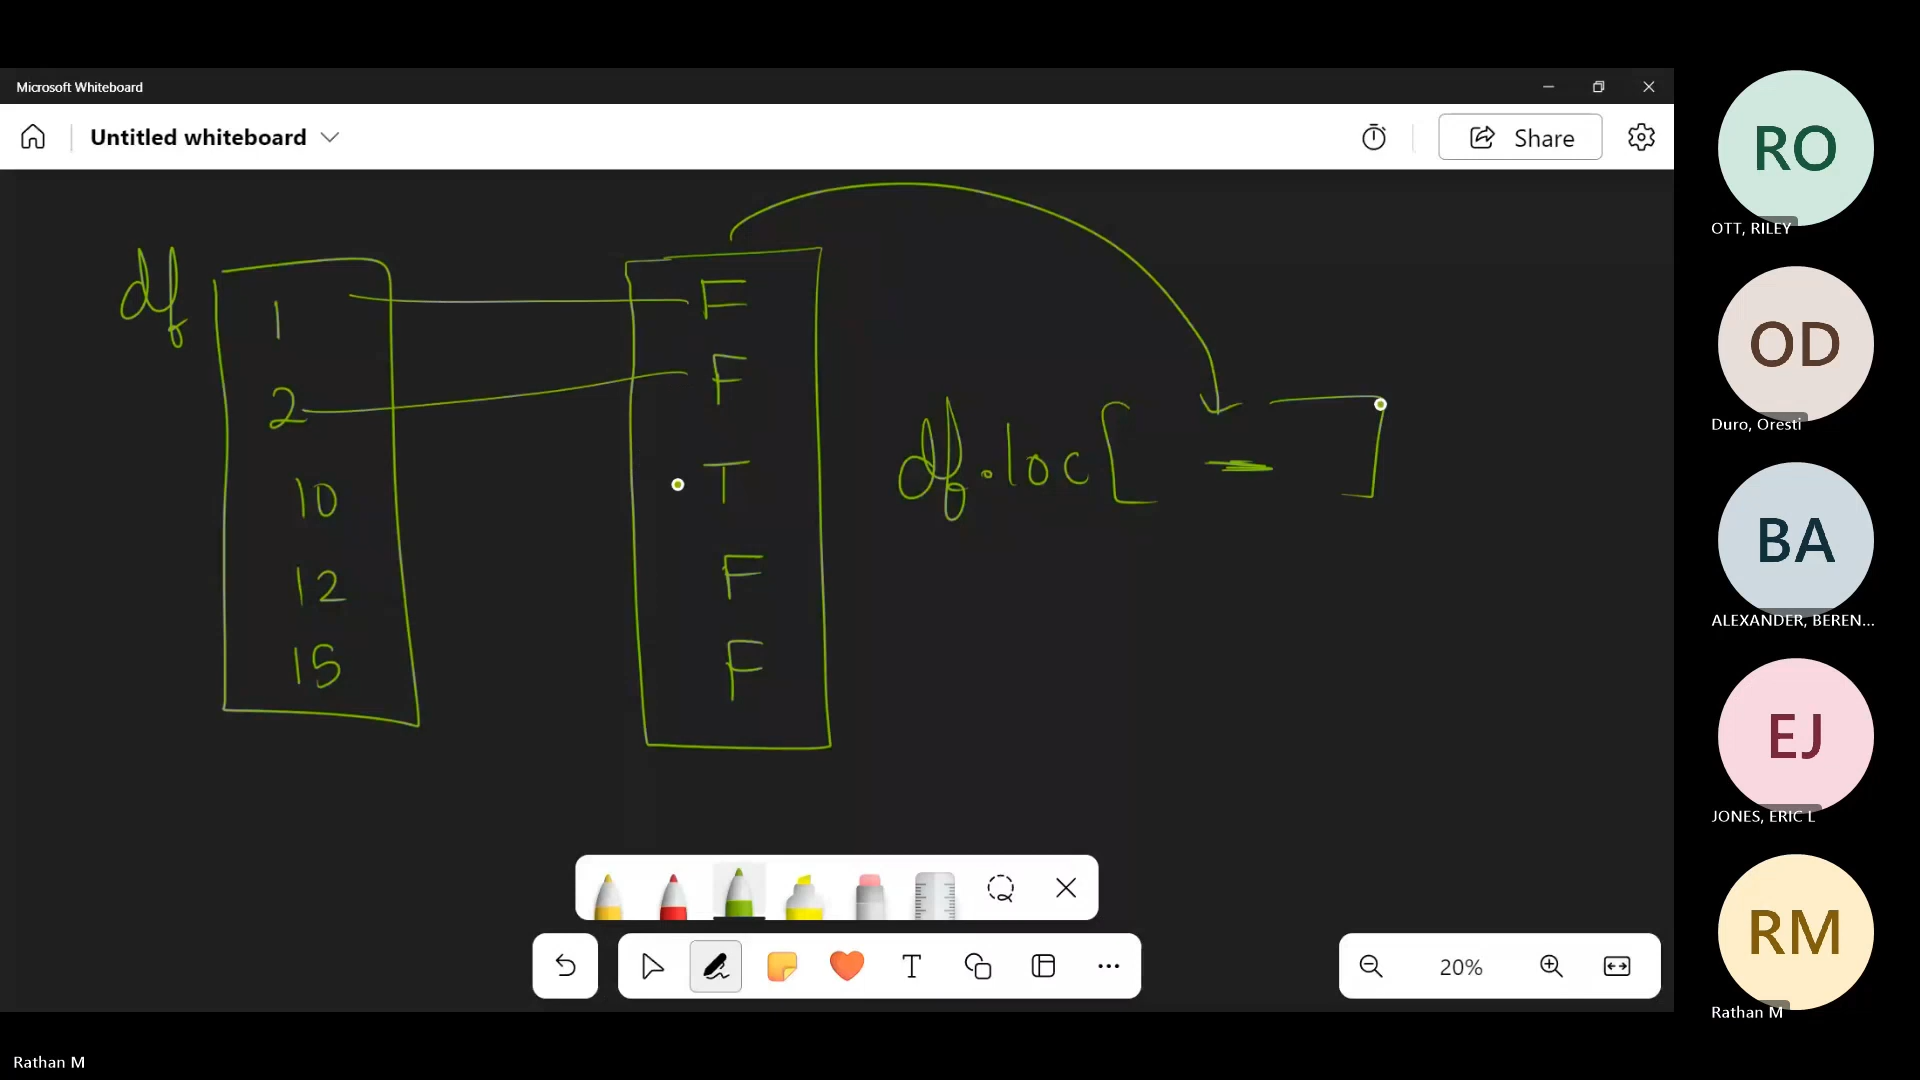 Microsoft Whiteboard
Untitled whiteboard
Share
df
1
2
10
12
15
F
F
T
F
F
df.loc[ - ]
T
20%
RO
OTT, RILEY
OD
Duro, Oresti
BA
ALEXANDER, BEREN...
EJ
JONES, ERIC L
RM
Rathan M
Rathan M